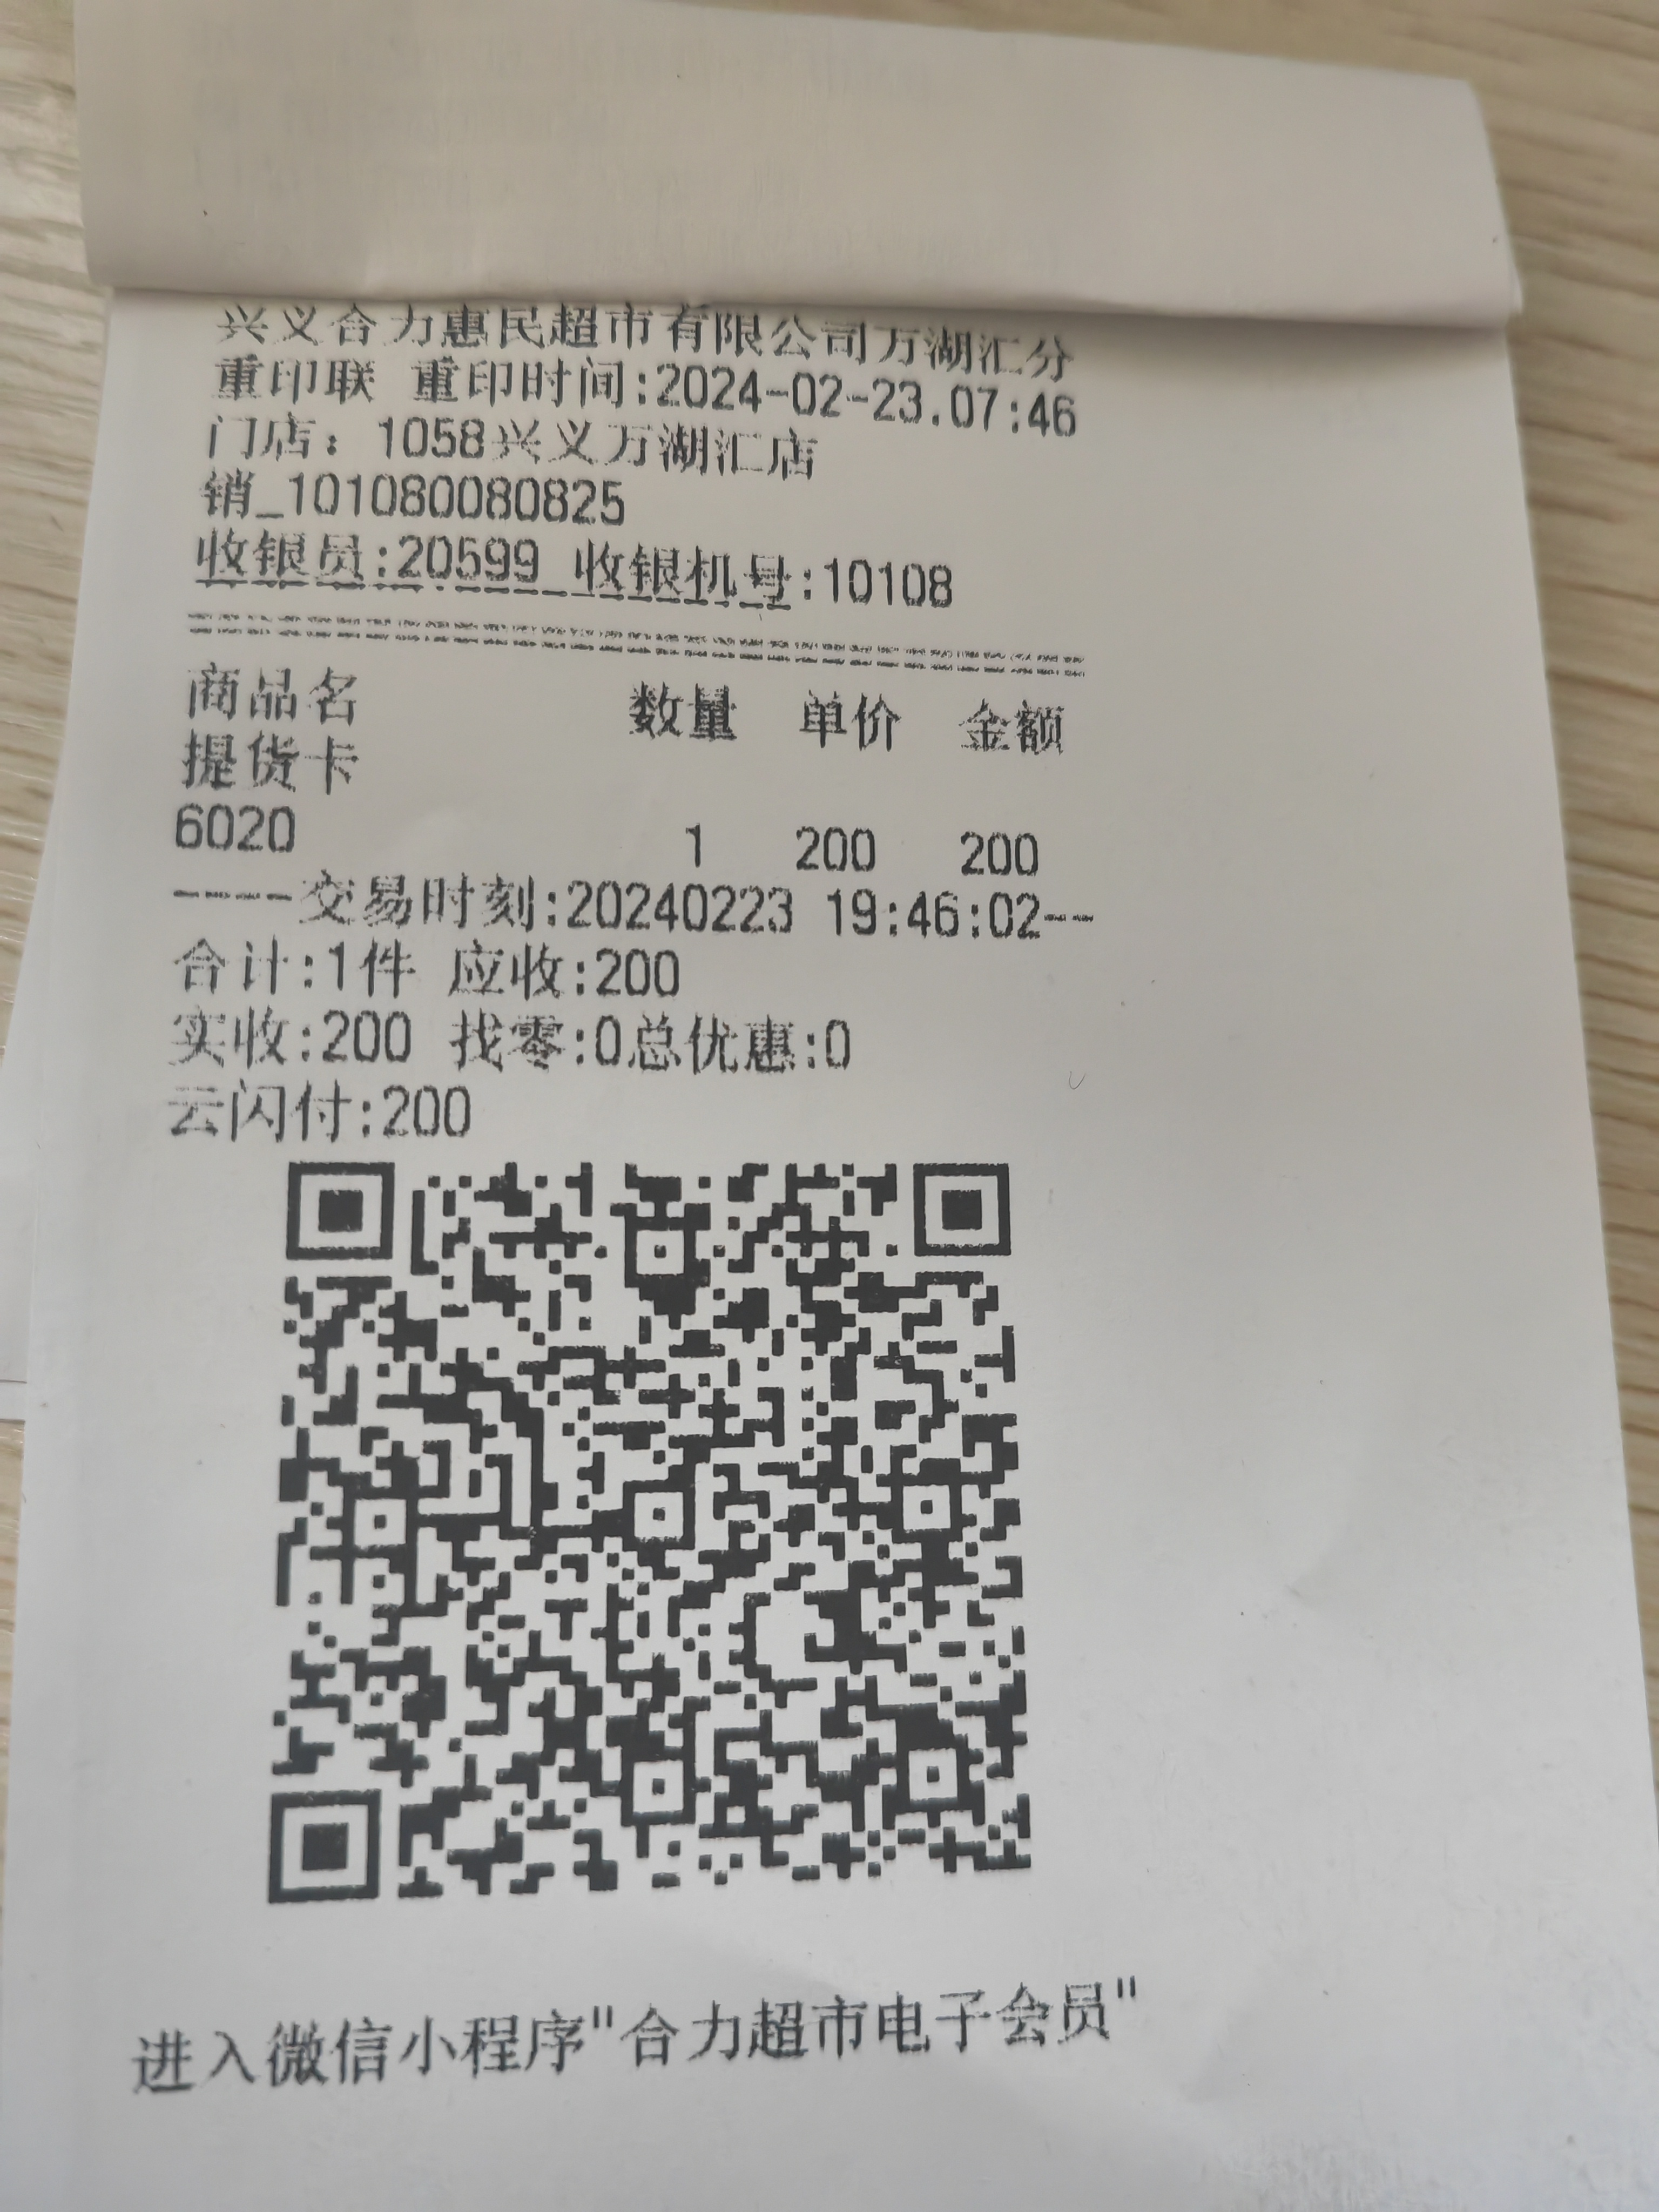 兴义合力惠民超市有限公司万湖汇分
重印联 重印时间:2024-02-23.07:46
门店: 1058兴义万湖汇店
销_101080080825
收银员:20599 收银机号:10108
商品名 数量 单价 金额
提货卡
6020 1 200 200
----交易时刻:20240223 19:46:02--
合计:1件 应收:200
实收:200 找零:0总优惠:0
云闪付:200
进入微信小程序"合力超市电子会员"